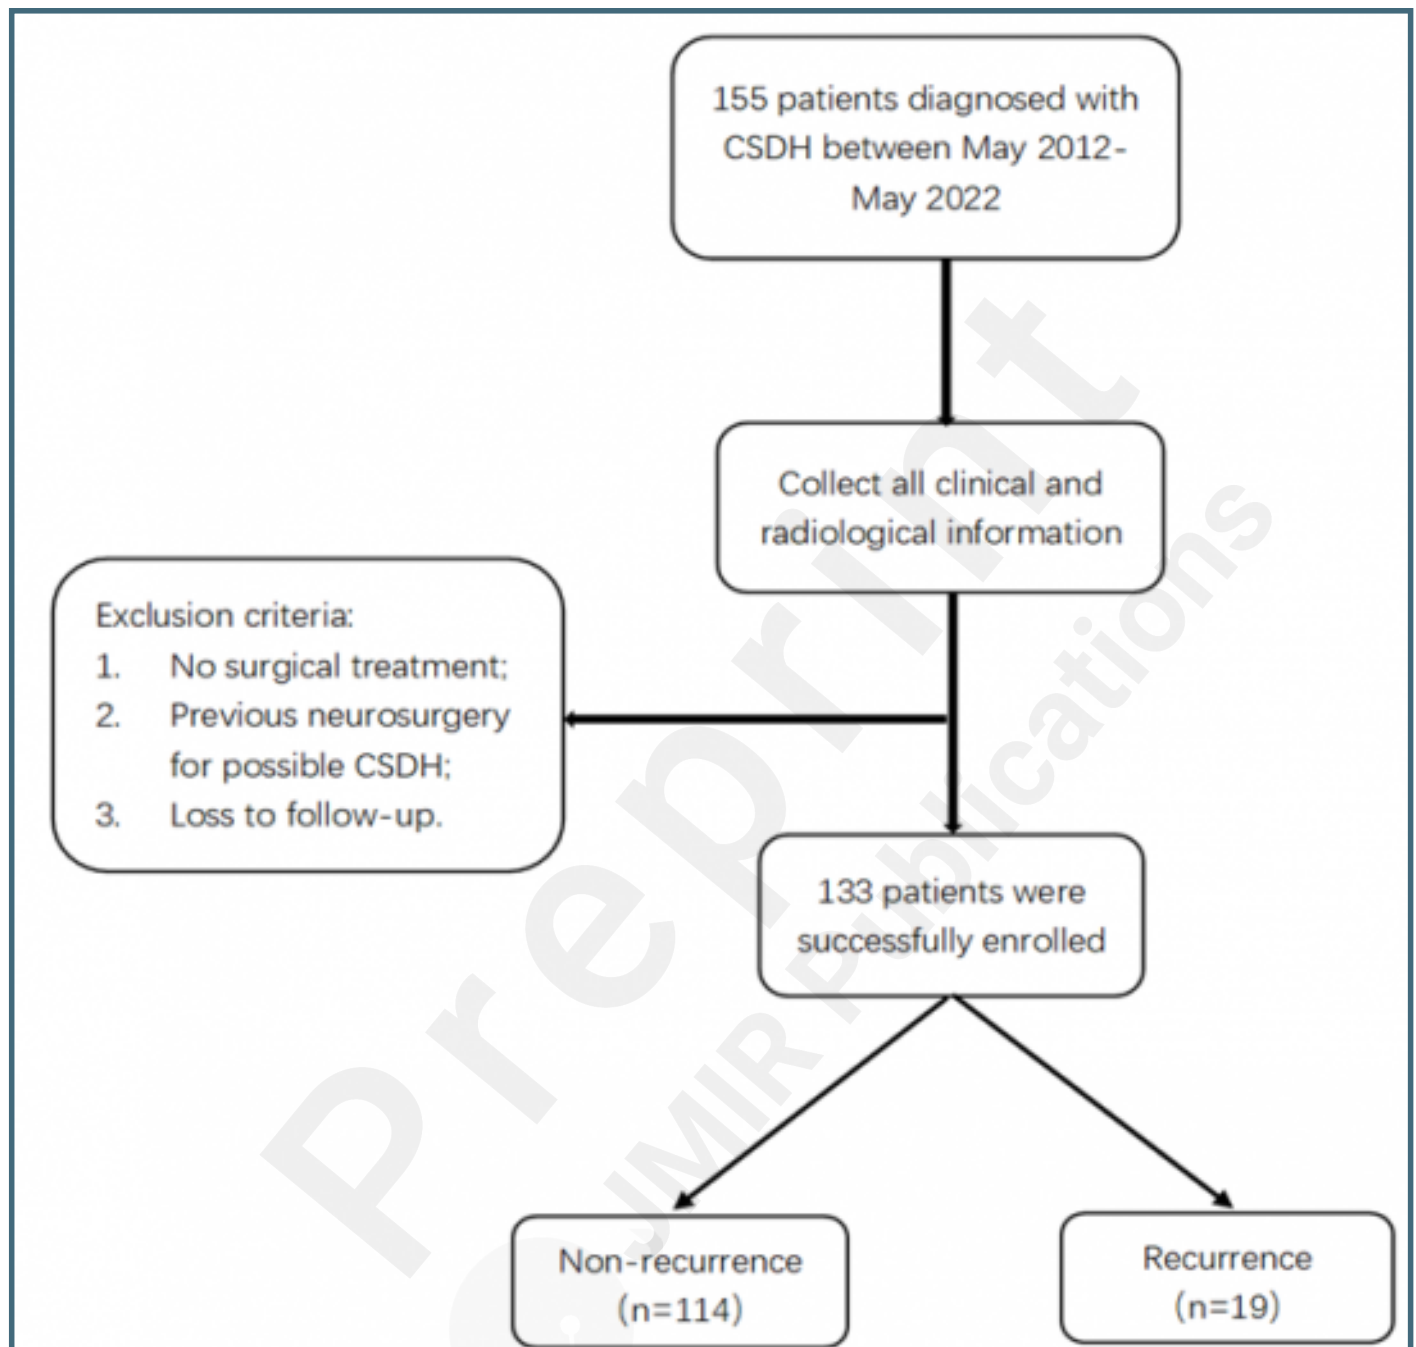 155 patients diagnosed with
CSDH between May 2012-
May 2022
Collect all clinical and
radiological information
Exclusion criteria:
1. No surgical treatment;
2. Previous neurosurgery
for possible CSDH;
3. Loss to follow-up.
133 patients were
successfully enrolled
Non-recurrence
(n=114)
Recurrence
(n=19)
Preprint
JMIR Publications